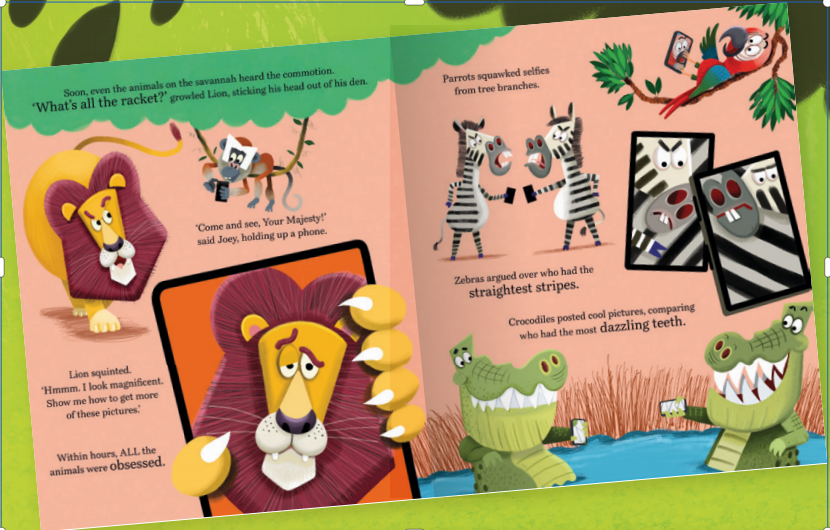 Soon, even the animals on the savannah heard the commotion.
‘What’s all the racket?’ growled Lion, sticking his head out of his den.
‘Come and see, Your Majesty!’
said Joey, holding up a phone.
Lion squinted.
‘Hmmm. I look magnificent.
Show me how to get more
of these pictures.’
Within hours, ALL the
animals were obsessed.
Parrots squawked selfies
from tree branches.
Zebras argued over who had the
straightest stripes.
Crocodiles posted cool pictures, comparing
who had the most dazzling teeth.